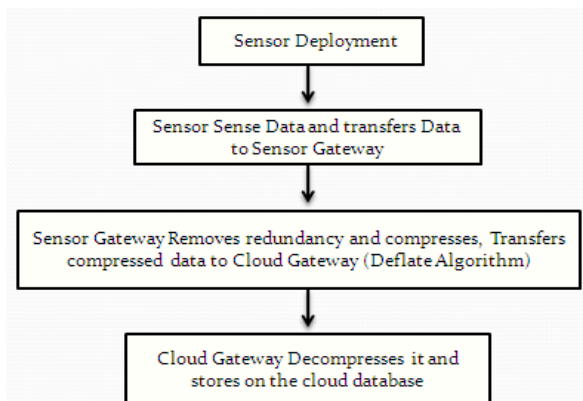 Sensor Deployment
Sensor Sense Data and transfers Data
to Sensor Gateway
Sensor Gateway Removes redundancy and compresses, Transfers
compressed data to Cloud Gateway (Deflate Algorithm)
Cloud Gateway Decompresses it and
stores on the cloud database